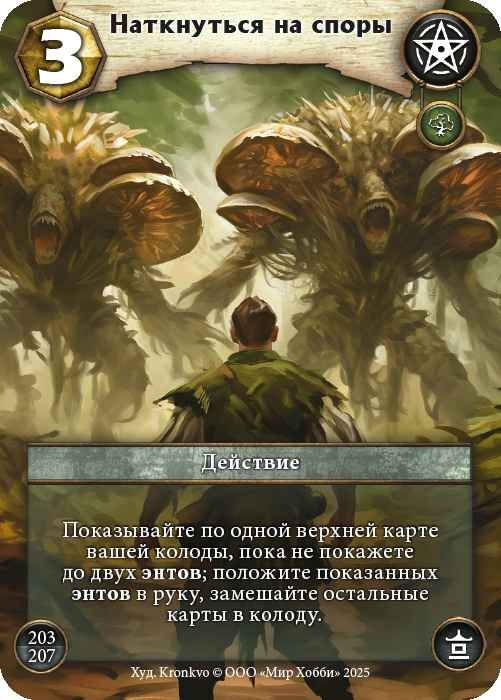 3
Наткнуться на споры
Действие
Показывайте по одной верхней карте
вашей колоды, пока не покажете
до двух энтов; положите показанных
энтов в руку, замешайте остальные
карты в колоду.
203
207
Худ. Kronkvo © ООО «Мир Хобби» 2025